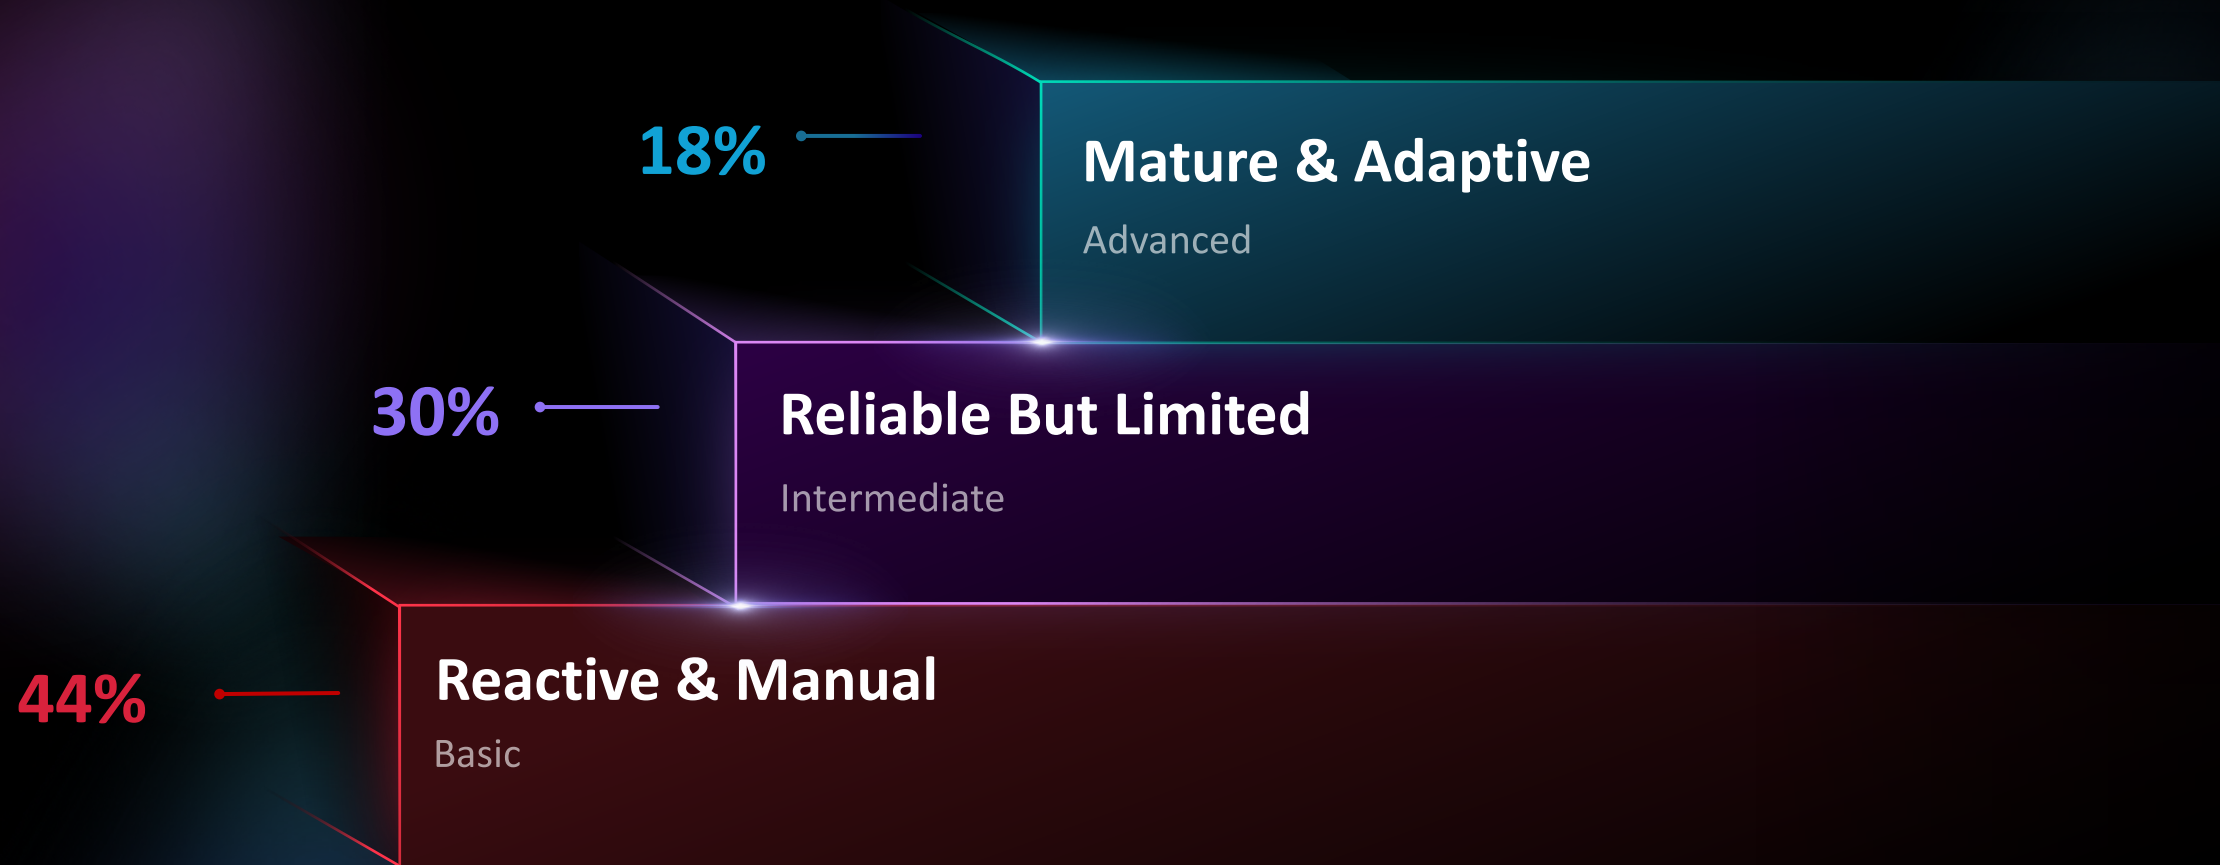 18%
Mature & Adaptive
Advanced
30%
Reliable But Limited
Intermediate
44%
Reactive & Manual
Basic